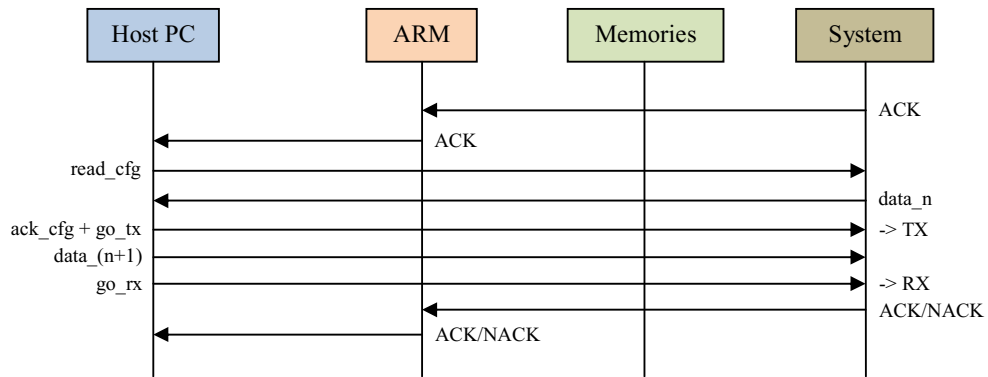 Host PC
ARM
Memories
System
ACK
ACK
read_cfg
data_n
ack_cfg + go_tx
-> TX
data_(n+1)
go_rx
-> RX
ACK/NACK
ACK/NACK